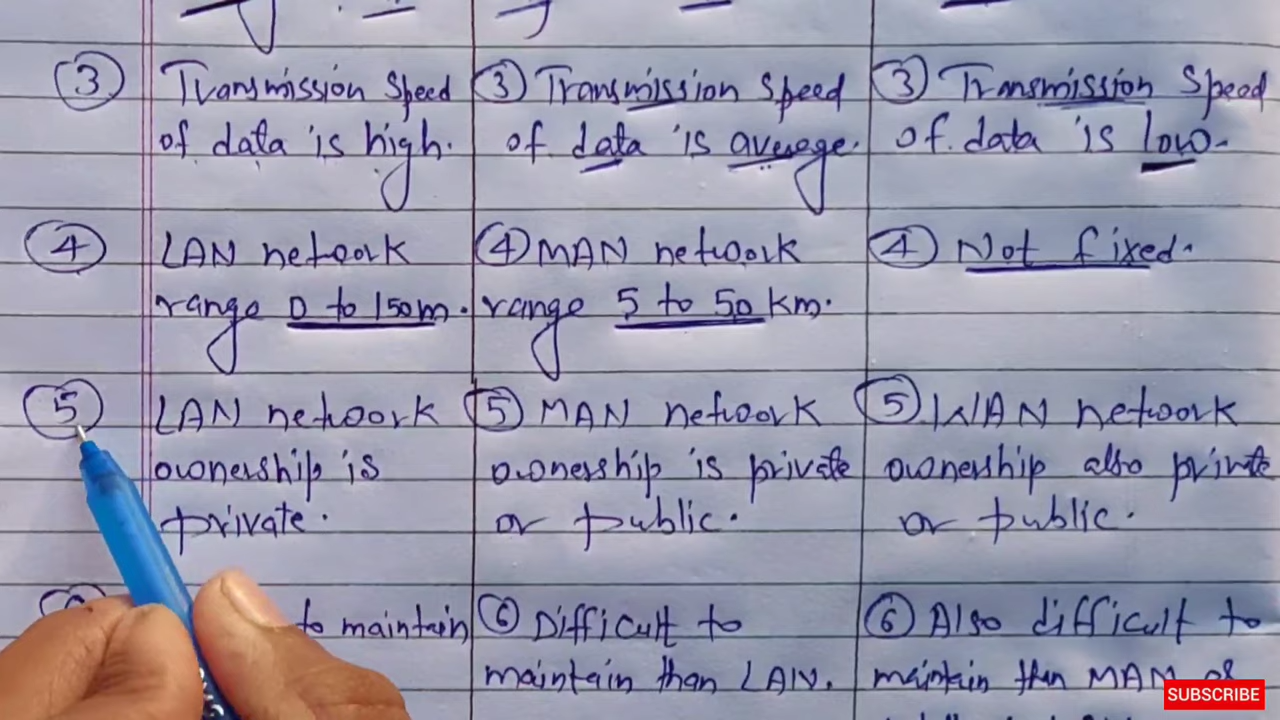 ③ Transmission Speed
of data is high.
③ Transmission Speed
of data is average.
③ Transmission Speed
of data is low.
④ LAN network
range 0 to 150m.
④ MAN network
range 5 to 50 Km.
④ Not fixed.
⑤ LAN network
ownership is
private.
⑤ MAN network
ownership is private
or public.
⑤ WAN network
ownership also private
or public.
to maintain
⑥ Difficult to
maintain than LAN.
⑥ Also difficult to
maintain than MAN
SUBSCRIBE